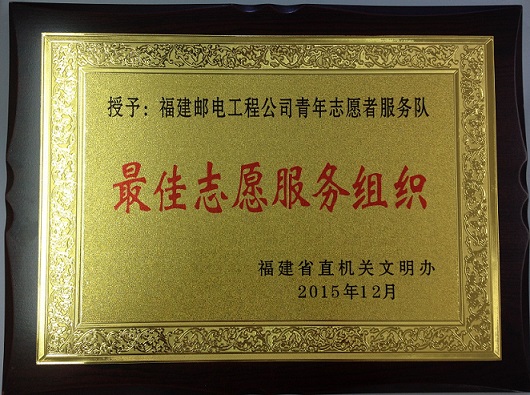 授予：福建邮电工程公司青年志愿者服务队
最佳志愿服务组织
福建省直机关文明办
2015年12月